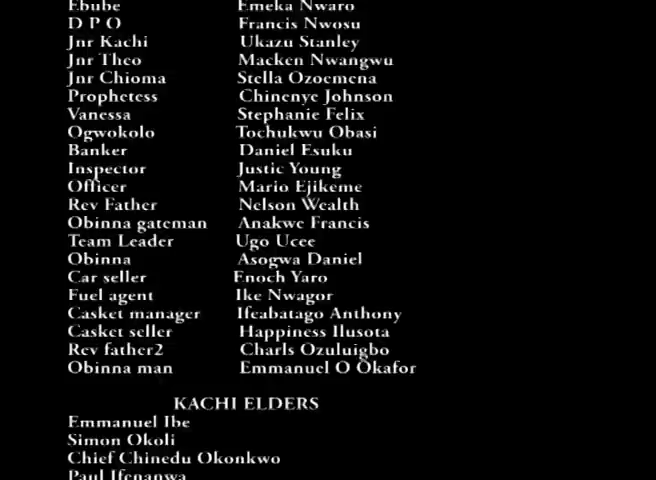 Ebube Emeka Nwaro
D P O Francis Nwosu
Jnr Kachi Ukazu Stanley
Jnr Theo Macken Nwangwu
Jnr Chioma Stella Ozoemena
Prophetess Chinenye Johnson
Vanessa Stephanie Felix
Ogwokolo Tochukwu Obasi
Banker Daniel Esuku
Inspector Justic Young
Officer Mario Ejikeme
Rev Father Nelson Wealth
Obinna gateman Anakwe Francis
Team Leader Ugo Ucee
Obinna Asogwa Daniel
Car seller Enoch Yaro
Fuel agent Ike Nwagor
Casket manager Ifeabatago Anthony
Casket seller Happiness Ilusota
Rev father2 Charls Ozuluigbo
Obinna man Emmanuel O Okafor
KACHI ELDERS
Emmanuel Ibe
Simon Okoli
Chief Chinedu Okonkwo
Paul Ifenanwa